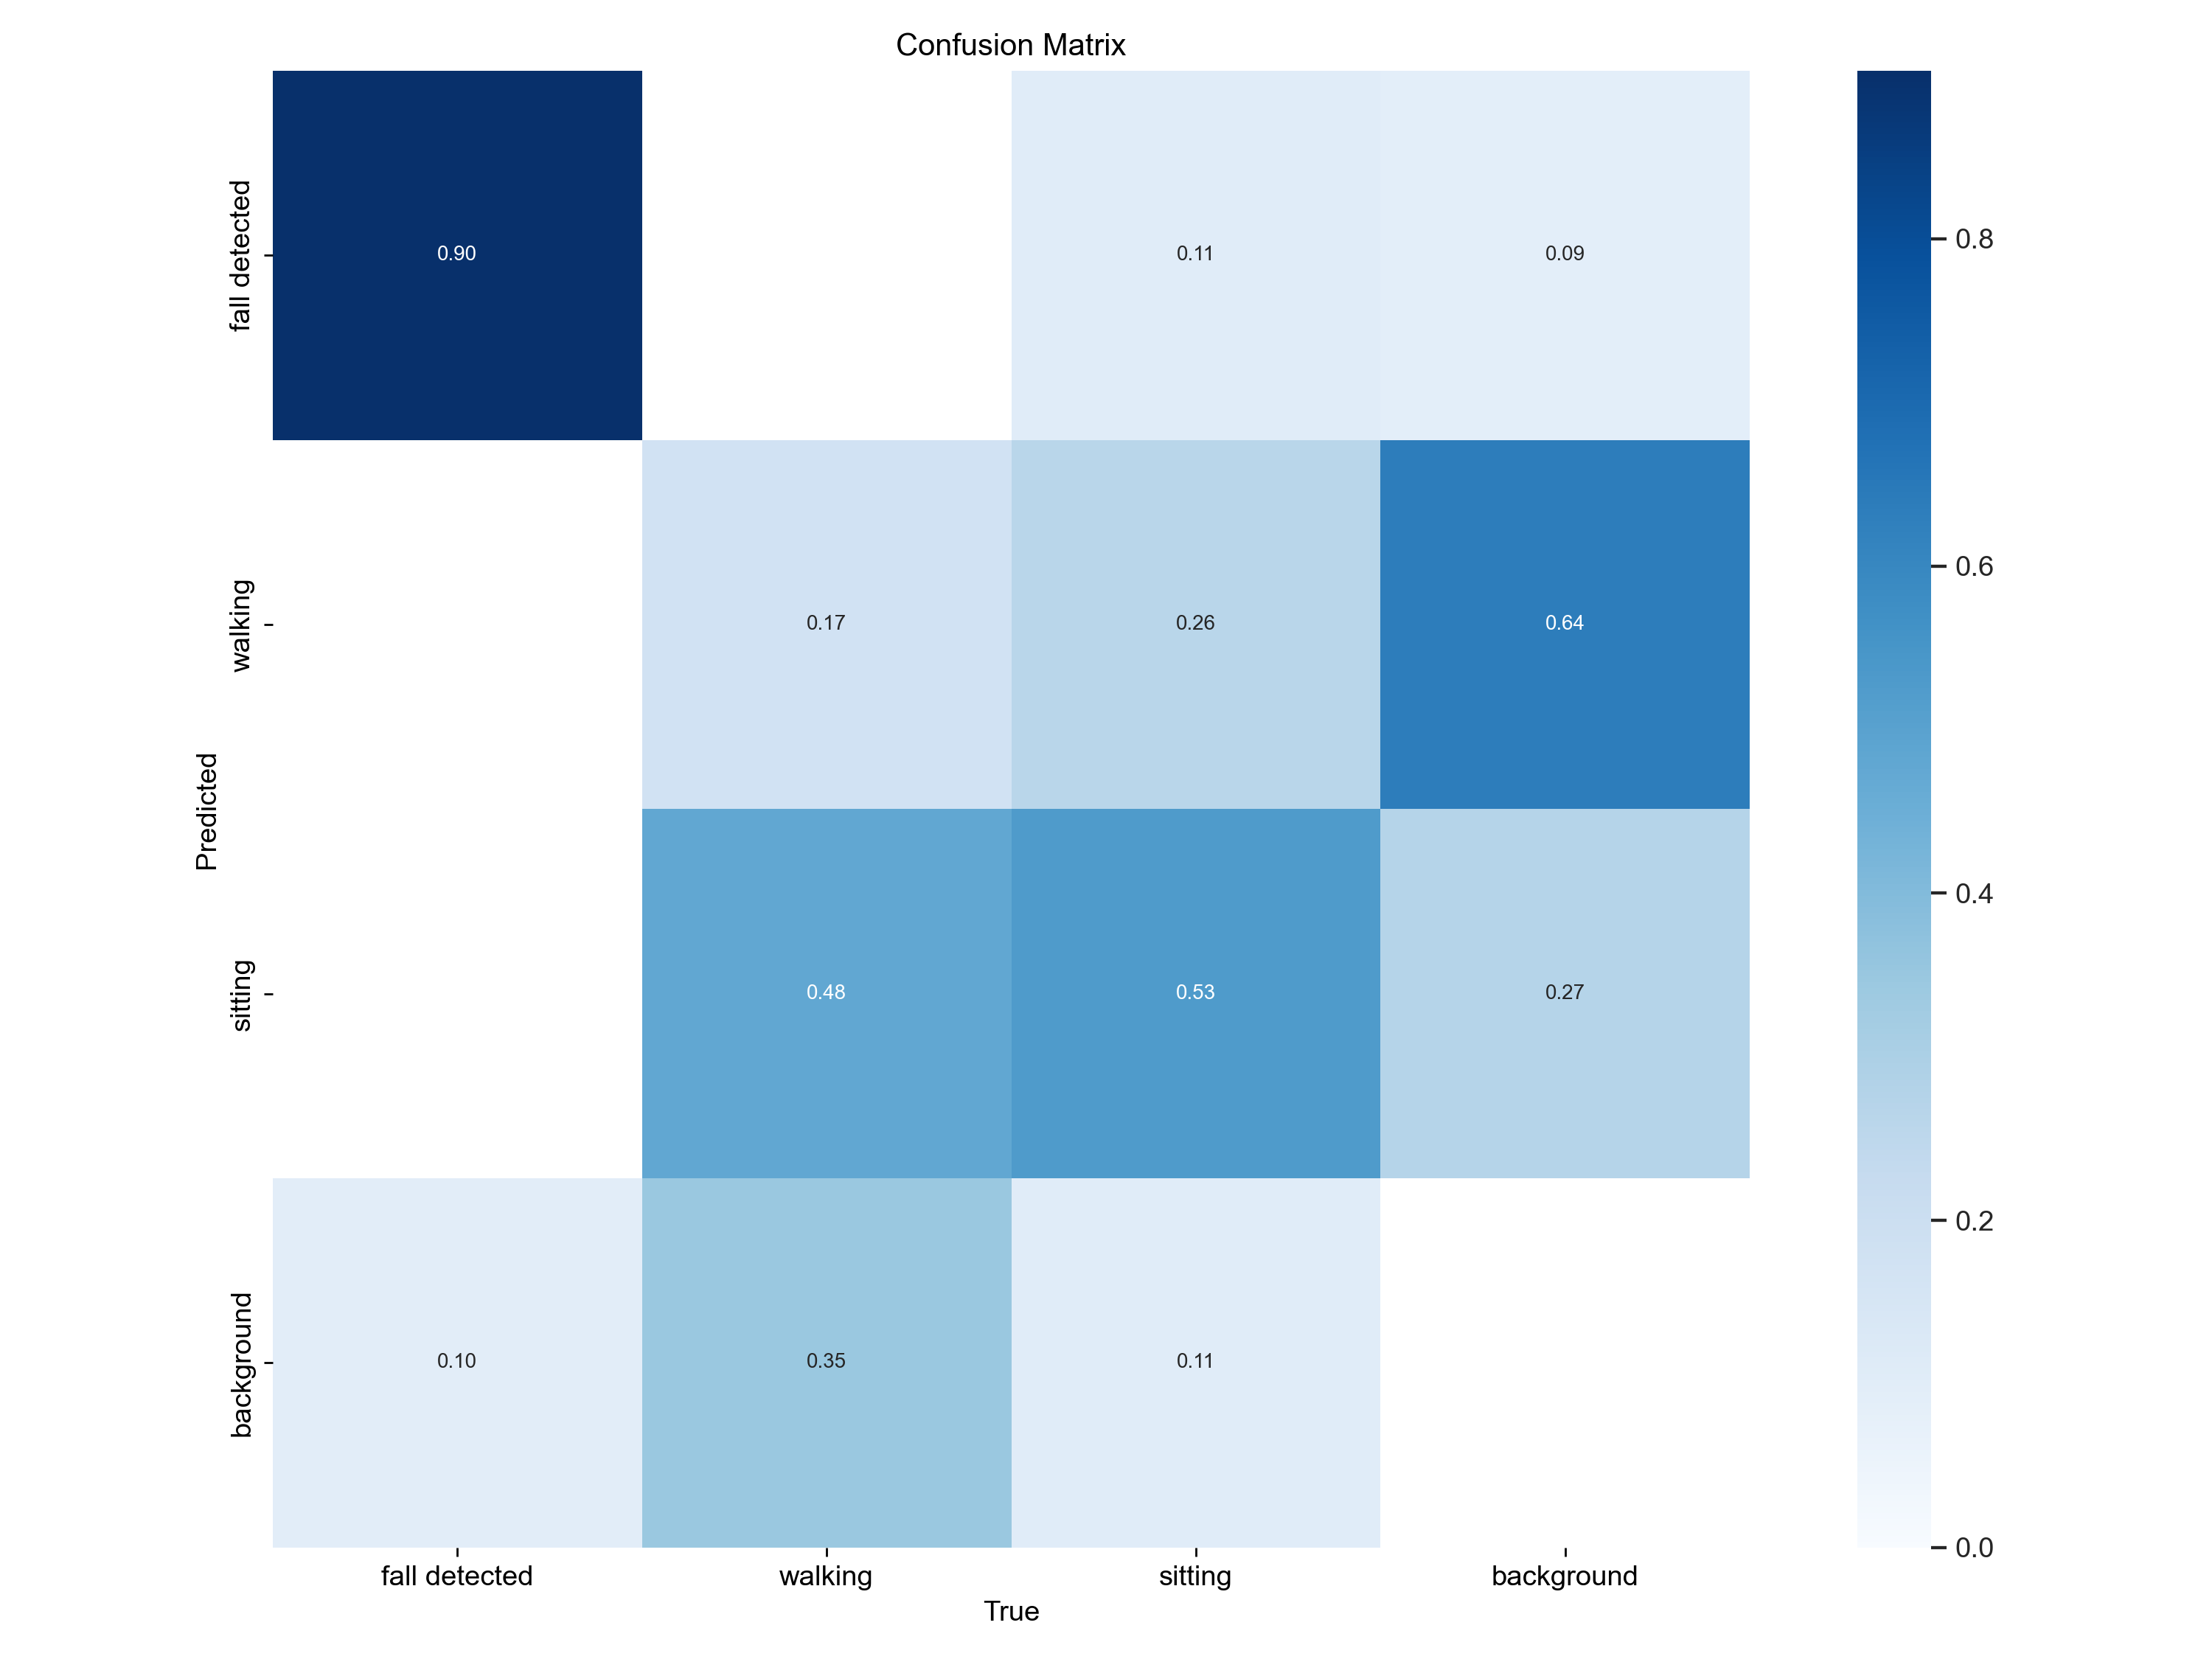 Confusion Matrix
fall detected
0.90
0.11
0.09
0.8
walking
0.17
0.26
0.64
0.6
Predicted
0.4
sitting
0.48
0.53
0.27
0.2
background
0.10
0.35
0.11
0.0
fall detected
walking
sitting
background
True